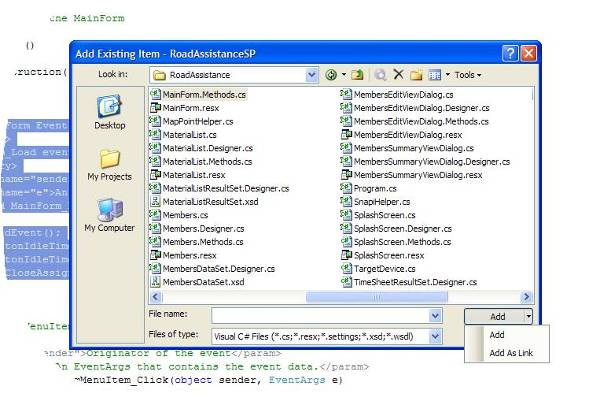 ne MainForm
()
ruction(
Add Existing Item - RoadAssistanceSP
Look in:
RoadAssistance
Tools
Form Event
_Load event
ry>
name="sende
name="e">An
d MainForm_
dEvent();
tonIdleTim
tonIdleTim
CloseAssig
Desktop
My Projects
My Computer
MainForm.Methods.cs
MainForm.resx
MapPointHelper.cs
MaterialList.cs
MaterialList.Designer.cs
MaterialList.Methods.cs
MaterialList.resx
MaterialListResultSet.Designer.cs
MaterialListResultSet.xsd
Members.cs
Members.Designer.cs
Members.Methods.cs
Members.resx
MembersDataSet.Designer.cs
MembersDataSet.xsd
MembersEditViewDialog.cs
MembersEditViewDialog.Designer.cs
MembersEditViewDialog.Methods.cs
MembersEditViewDialog.resx
MembersSummaryViewDialog.cs
MembersSummaryViewDialog.Designer.cs
MembersSummaryViewDialog.resx
Program.cs
SnapiHelper.cs
SplashScreen.cs
SplashScreen.Designer.cs
SplashScreen.Methods.cs
SplashScreen.resx
TargetDevice.cs
TimeSheetResultSet.Designer.cs
File name:
Add
Files of type:
Visual C# Files (*.cs;*.resx;*.settings;*.xsd;*.wsdl)
Add
Add As Link
enuItem
ender">Originator of the event</param>
n EventArgs that contains the event data.</param>
MenuItem_Click(object sender, EventArgs e)